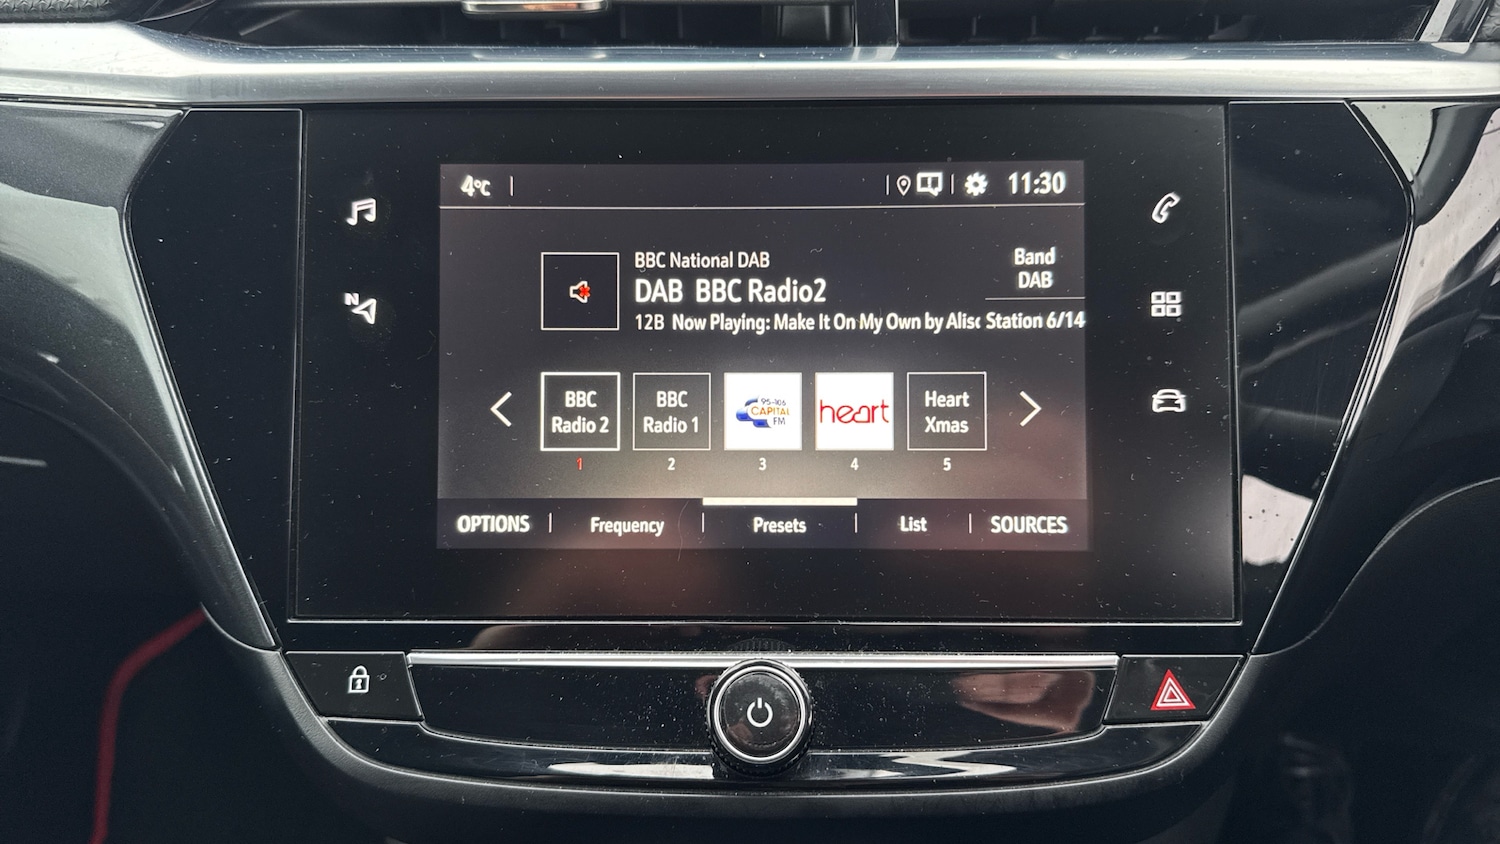 4°C
11:30
N
BBC National DAB
DAB BBC Radio2
12B Now Playing: Make It On My Own by Alisc
Band
DAB
Station 6/14
BBC
Radio 2
BBC
Radio 1
95-106
CAPITAL
FM
heart
Heart
Xmas
1
2
3
4
5
OPTIONS
Frequency
Presets
List
SOURCES